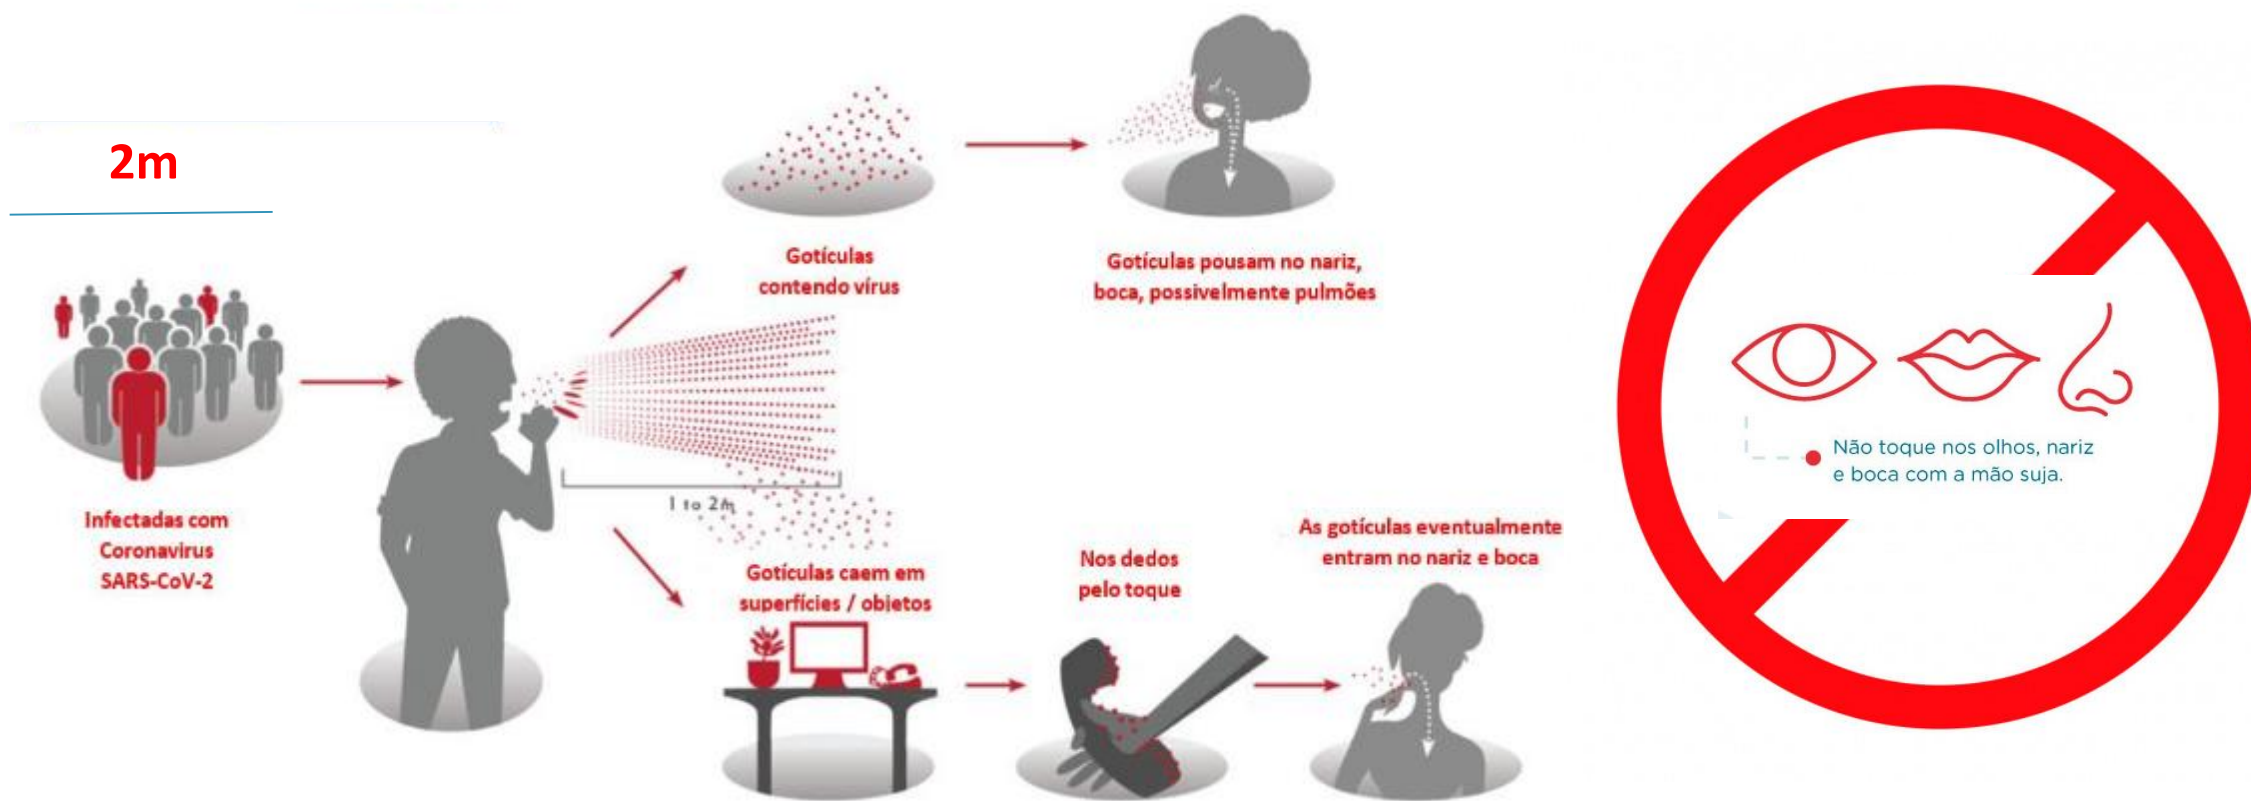 2m
Infectadas com
Coronavirus
SARS-CoV-2
Gotículas
contendo vírus
Gotículas pousam no nariz,
boca, possivelmente pulmões
1 to 2m
Gotículas caem em
superfícies / objetos
Nos dedos
pelo toque
As gotículas eventualmente
entram no nariz e boca
Não toque nos olhos, nariz
e boca com a mão suja.